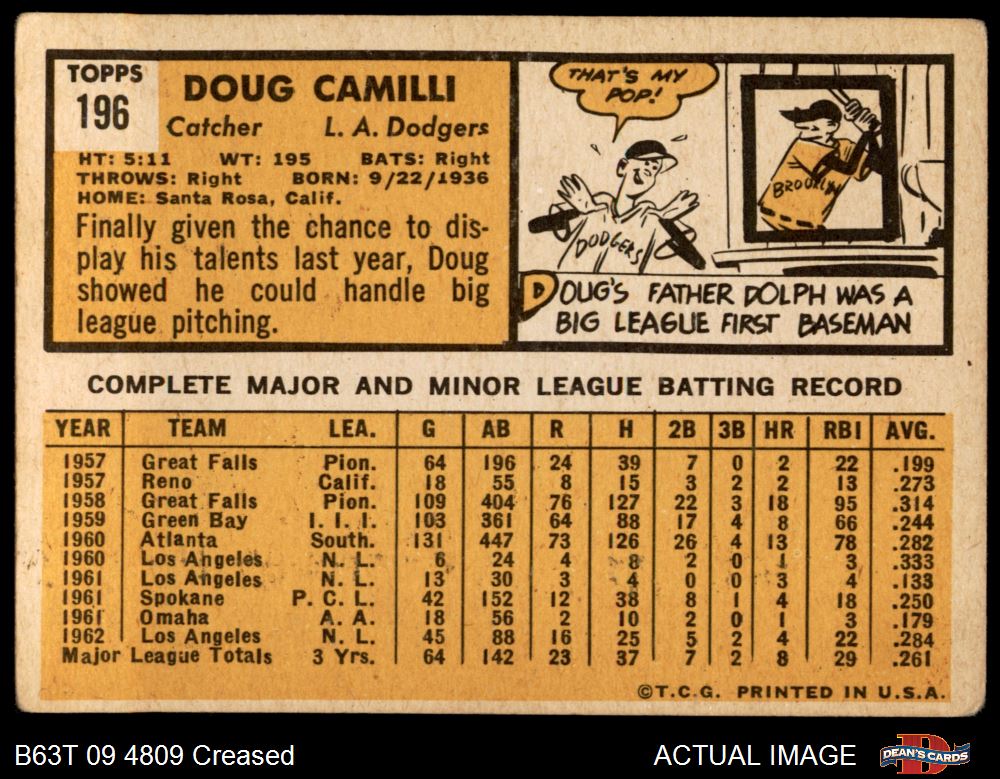 TOPPS
196
DOUG CAMILLI
Catcher L. A. Dodgers
HT: 5:11 WT: 195 BATS: Right
THROWS: Right BORN: 9/22/1936
HOME: Santa Rosa, Calif.
Finally given the chance to dis-
play his talents last year, Doug
showed he could handle big
league pitching.
THAT'S MY
POP!
DODGERS
BROOKLYN
DOUG'S FATHER DOLPH WAS A
BIG LEAGUE FIRST BASEMAN
COMPLETE MAJOR AND MINOR LEAGUE BATTING RECORD
YEAR TEAM LEA. G AB R H 2B 3B HR RBI AVG.
1957 Great Falls Pion. 64 196 24 39 7 0 2 22 .199
1957 Reno Calif. 18 55 8 15 3 2 2 13 .273
1958 Great Falls Pion. 109 404 76 127 22 3 18 95 .314
1959 Green Bay I. I. I. 103 361 64 88 17 4 8 66 .244
1960 Atlanta South. 131 447 73 126 26 4 13 78 .282
1960 Los Angeles N. L. 6 24 4 8 2 0 1 3 .333
1961 Los Angeles N. L. 13 30 3 4 0 0 3 4 .133
1961 Spokane P. C. L. 42 152 12 38 8 1 4 18 .250
1961 Omaha A. A. 18 56 2 10 2 0 1 3 .179
1962 Los Angeles N. L. 45 88 16 25 5 2 4 22 .284
Major League Totals 3 Yrs. 64 142 23 37 7 2 8 29 .261
©T.C.G. PRINTED IN U.S.A.
B63T 09 4809 Creased ACTUAL IMAGE
DEAN'S CARDS